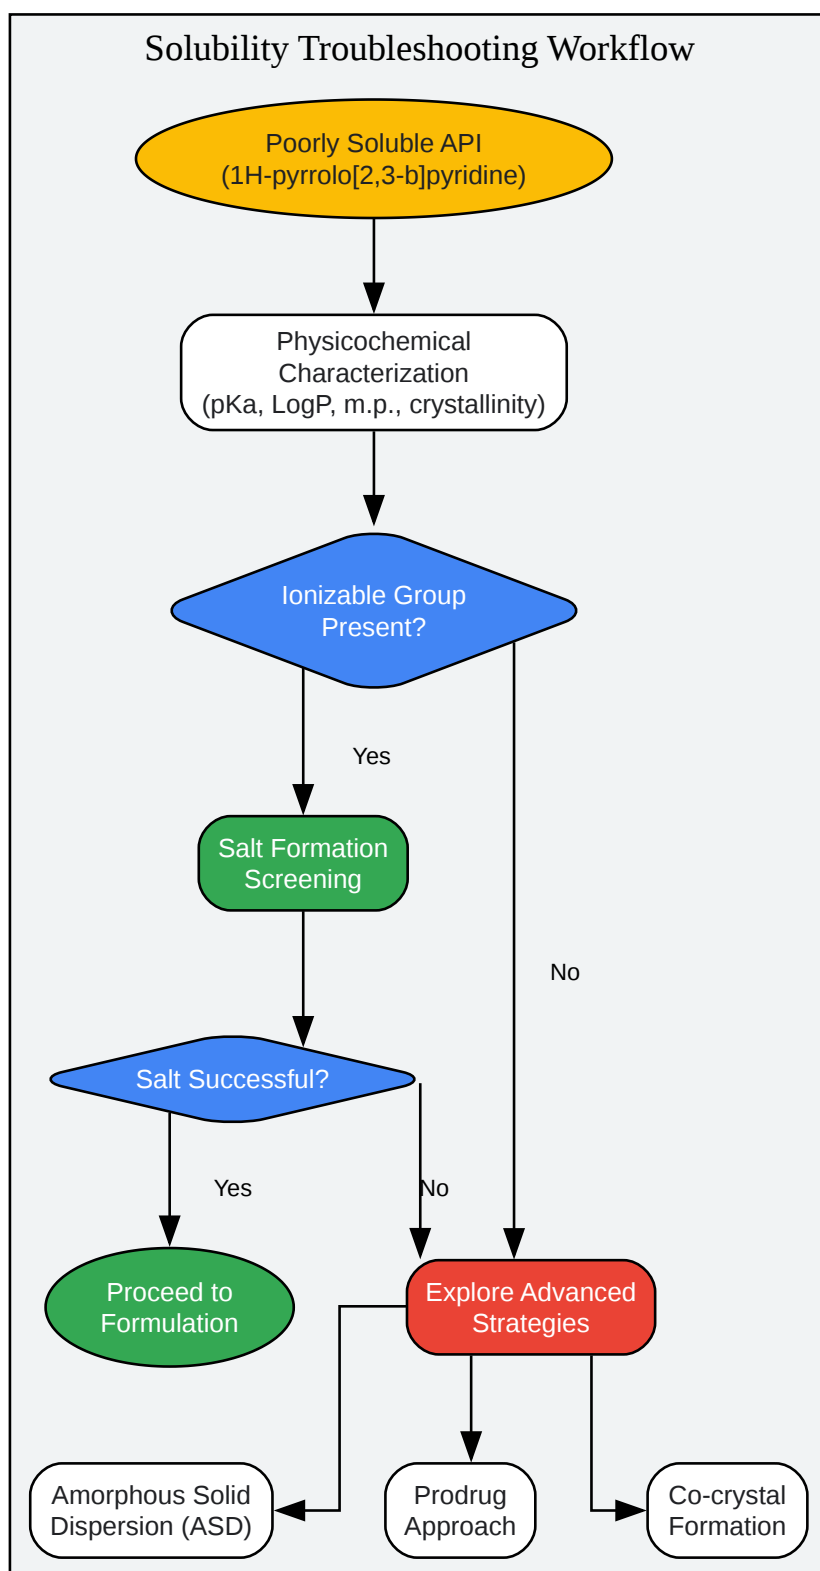 Solubility Troubleshooting Workflow
Poorly Soluble API
(1H-pyrrolo[2,3-b]pyridine)
Physicochemical
Characterization
(pKa, LogP, m.p., crystallinity)
Ionizable Group
Present?
Yes
Salt Formation
Screening
No
Salt Successful?
Yes
No
Proceed to
Formulation
Explore Advanced
Strategies
Amorphous Solid
Dispersion (ASD)
Prodrug
Approach
Co-crystal
Formation